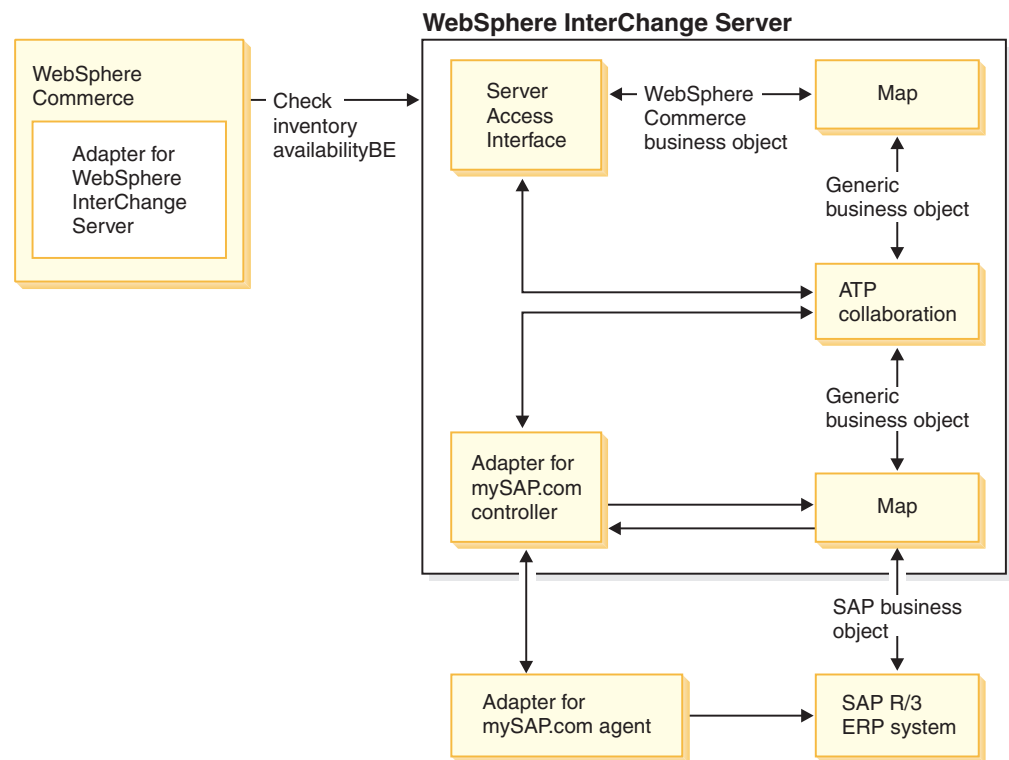 WebSphere InterChange Server
WebSphere
Commerce
Adapter for
WebSphere
InterChange
Server
Check
inventory
availabilityBE
Server
Access
Interface
WebSphere
Commerce
business object
Map
Generic
business object
ATP
collaboration
Generic
business object
Adapter for
mySAP.com
controller
Map
SAP business
object
Adapter for
mySAP.com agent
SAP R/3
ERP system